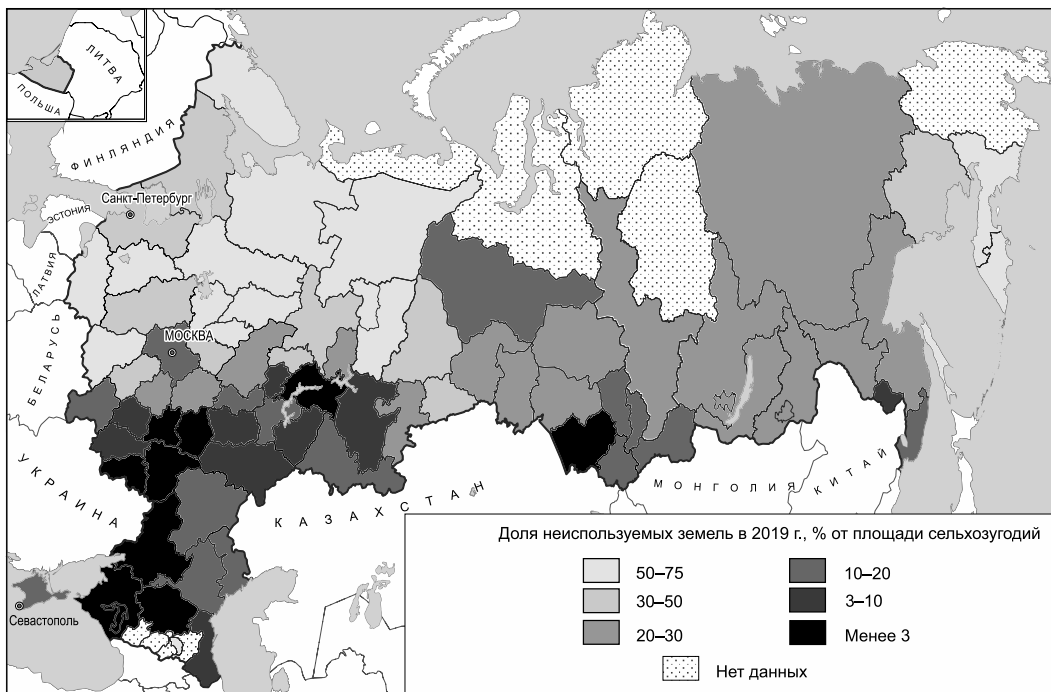 ЛИТВА
ПОЛЬША
ФИНЛЯНДИЯ
Санкт-Петербург
ЭСТОНИЯ
ЛАТВИЯ
БЕЛАРУСЬ
МОСКВА
УКРАИНА
КАЗАХСТАН
МОНГОЛИЯ
КИТАЙ
Севастополь
Доля неиспользуемых земель в 2019 г., % от площади сельхозугодий
50–75
10–20
30–50
3–10
20–30
Менее 3
Нет данных